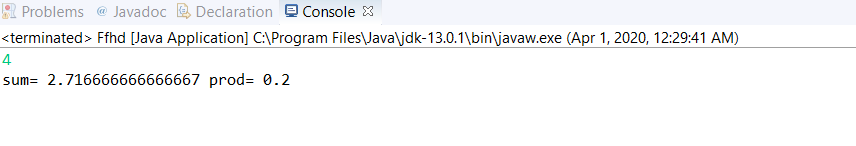 Problems @ Javadoc Declaration Console
<terminated> Ffhd [Java Application] C:\Program Files\Java\jdk-13.0.1\bin\javaw.exe (Apr 1, 2020, 12:29:41 AM)
4
sum= 2.716666666666667 prod= 0.2